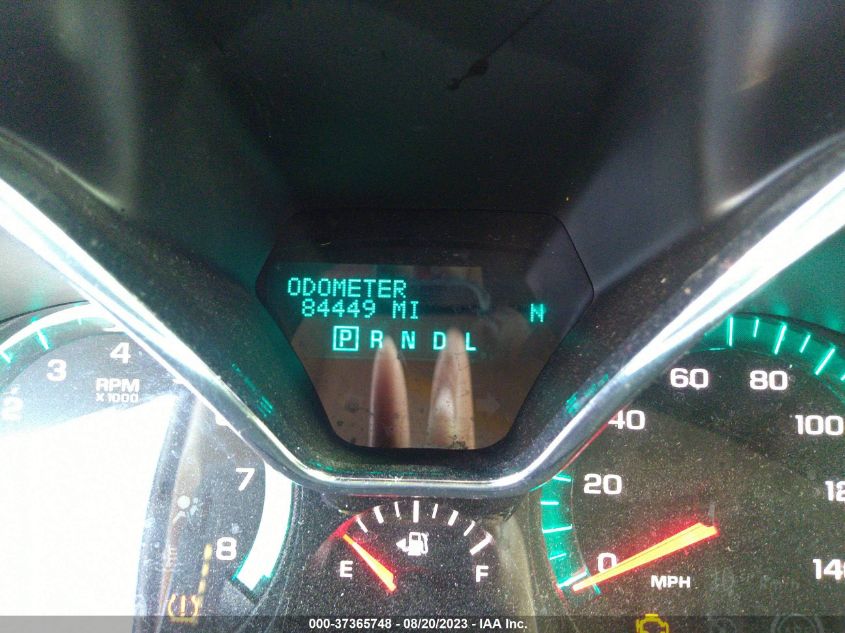 ODOMETER
84449 MI
N
P R N D L
2
3
4
RPM
X1000
7
8
E
F
0
20
40
60
80
100
140
MPH
000-37365748 - 08/20/2023 - IAA Inc.